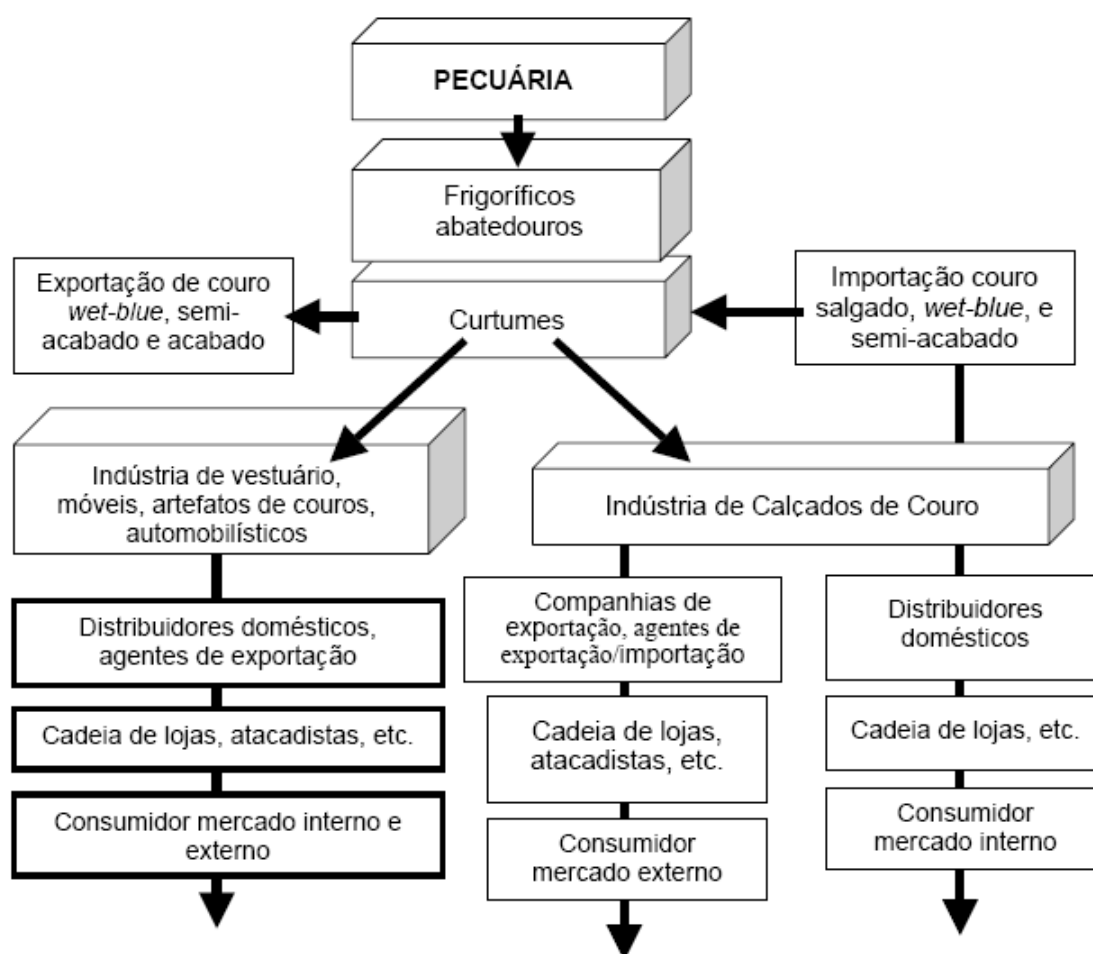 PECUÁRIA
Frigoríficos
abatedouros
Exportação de couro
wet-blue, semi-
acabado e acabado
Curtumes
Importação couro
salgado, wet-blue, e
semi-acabado
Indústria de vestuário,
móveis, artefatos de couros,
automobilísticos
Indústria de Calçados de Couro
Distribuidores domésticos,
agentes de exportação
Companhias de
exportação, agentes de
exportação/importação
Distribuidores
domésticos
Cadeia de lojas, atacadistas, etc.
Cadeia de lojas,
atacadistas, etc.
Cadeia de lojas, etc.
Consumidor mercado interno e
externo
Consumidor
mercado externo
Consumidor
mercado interno